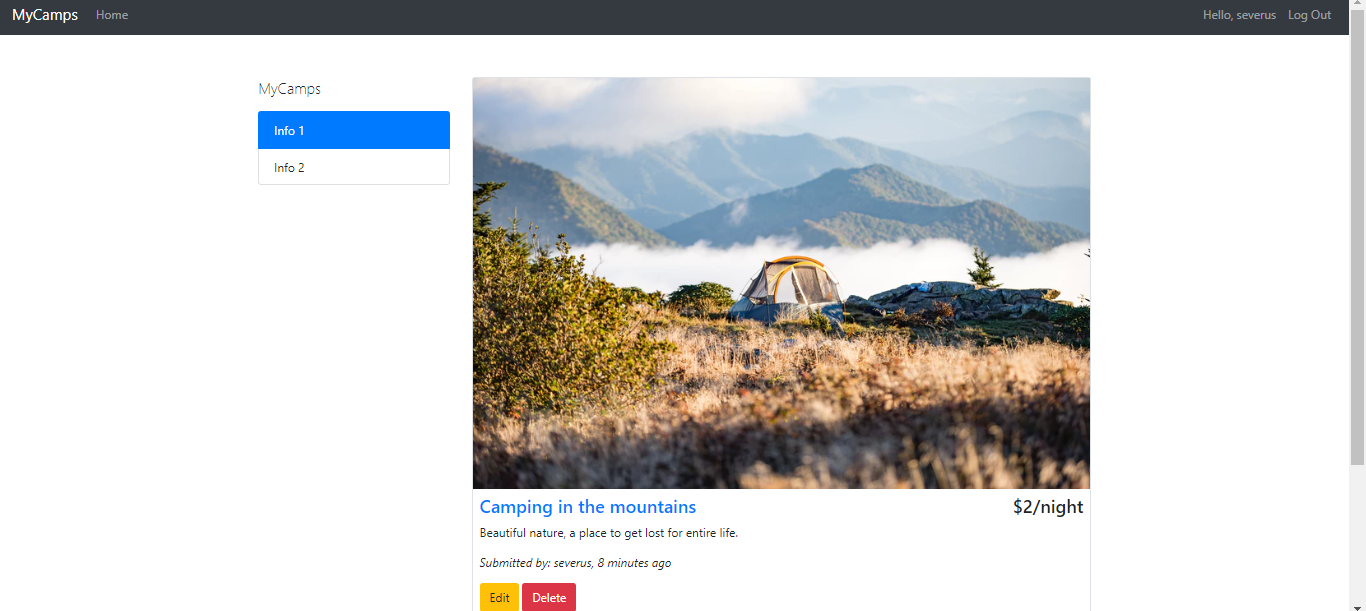 MyCamps Home Hello, severus Log Out
MyCamps
Info 1
Info 2
Camping in the mountains $2/night
Beautiful nature, a place to get lost for entire life.
Submitted by: severus, 8 minutes ago
Edit Delete